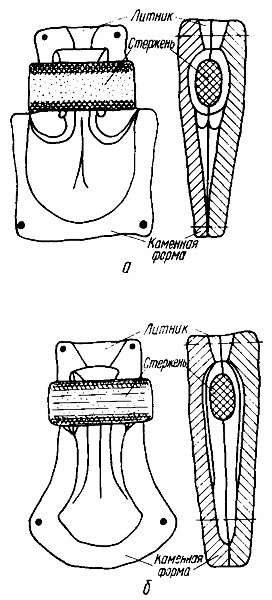 Литник
Стержень
Каменная
форма
а
Литник
Стержень
Каменная
форма
б